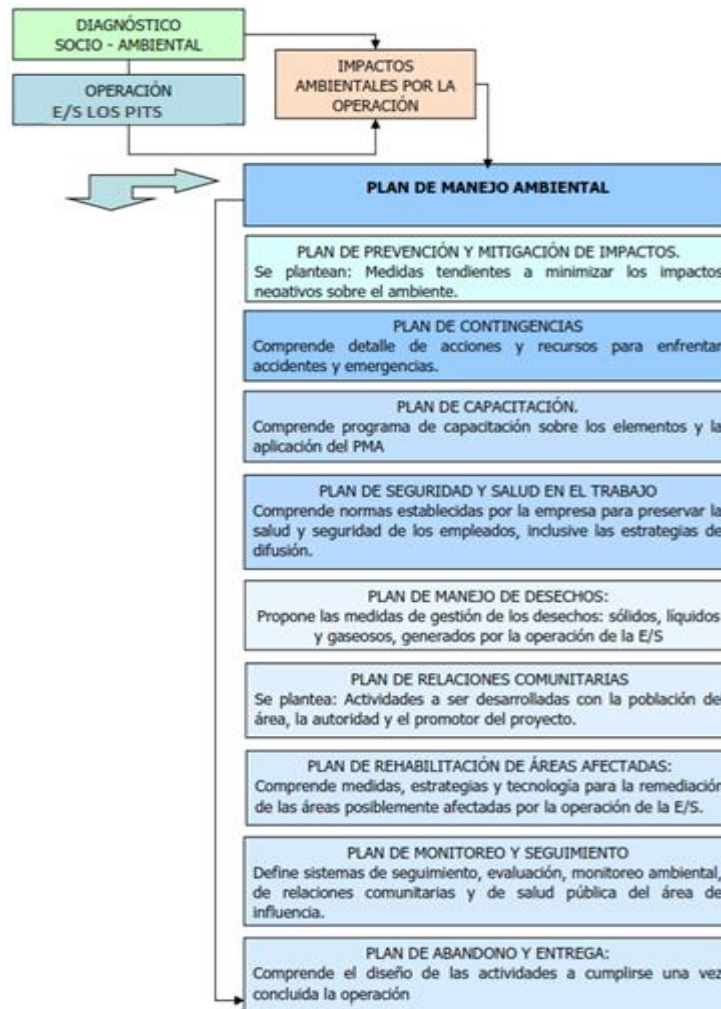 DIAGNÓSTICO
SOCIO - AMBIENTAL
OPERACIÓN
E/S LOS PITS
IMPACTOS
AMBIENTALES POR LA
OPERACIÓN
PLAN DE MANEJO AMBIENTAL
PLAN DE PREVENCIÓN Y MITIGACIÓN DE IMPACTOS.
Se plantean: Medidas tendientes a minimizar los impactos
negativos sobre el ambiente.
PLAN DE CONTINGENCIAS
Comprende detalle de acciones y recursos para enfrentar
accidentes y emergencias.
PLAN DE CAPACITACIÓN.
Comprende programa de capacitación sobre los elementos y la
aplicación del PMA
PLAN DE SEGURIDAD Y SALUD EN EL TRABAJO
Comprende normas establecidas por la empresa para preservar la
salud y seguridad de los empleados, inclusive las estrategias de
difusión.
PLAN DE MANEJO DE DESECHOS:
Propone las medidas de gestión de los desechos: sólidos, líquidos
y gaseosos, generados por la operación de la E/S
PLAN DE RELACIONES COMUNITARIAS
Se plantea: Actividades a ser desarrolladas con la población de
área, la autoridad y el promotor del proyecto.
PLAN DE REHABILITACIÓN DE ÁREAS AFECTADAS:
Comprende medidas, estrategias y tecnología para la remediación
de las áreas posiblemente afectadas por la operación de la E/S.
PLAN DE MONITOREO Y SEGUIMIENTO
Define sistemas de seguimiento, evaluación, monitoreo ambiental,
de relaciones comunitarias y de salud pública del área de
influencia.
PLAN DE ABANDONO Y ENTREGA:
Comprende el diseño de las actividades a cumplirse una vez
concluida la operación